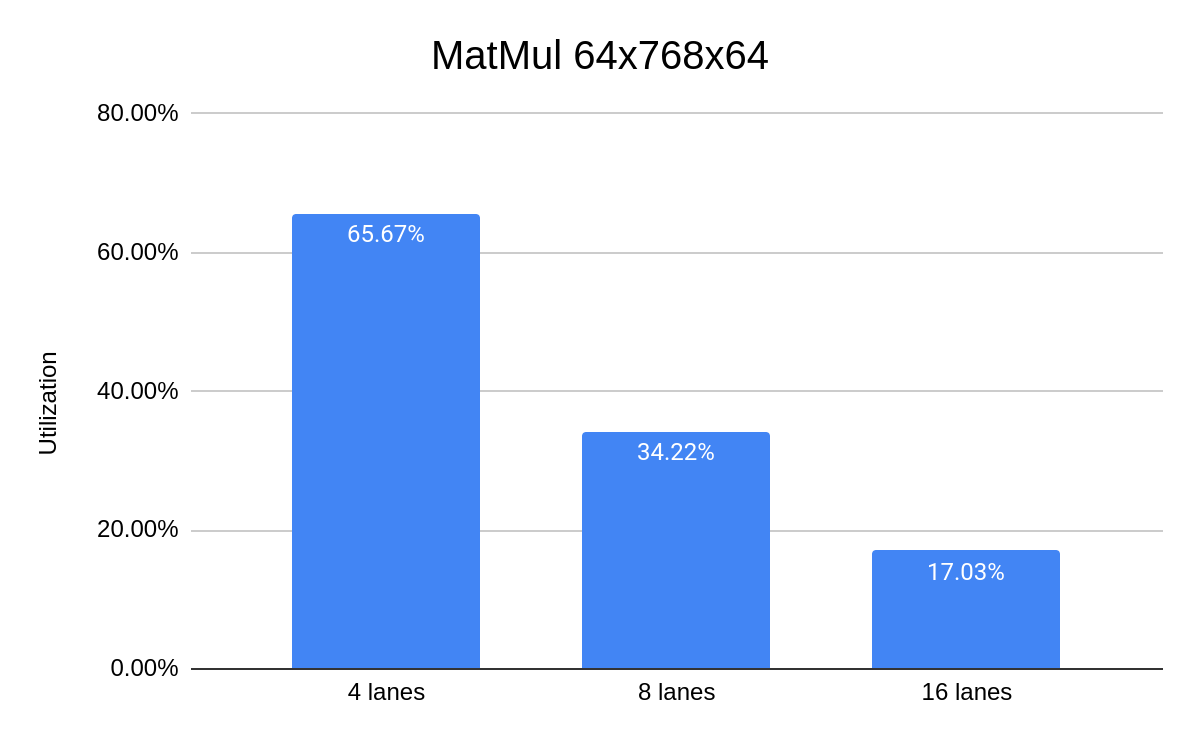 MatMul 64x768x64
80.00%
60.00%
40.00%
20.00%
0.00%
Utilization
65.67%
34.22%
17.03%
4 lanes
8 lanes
16 lanes